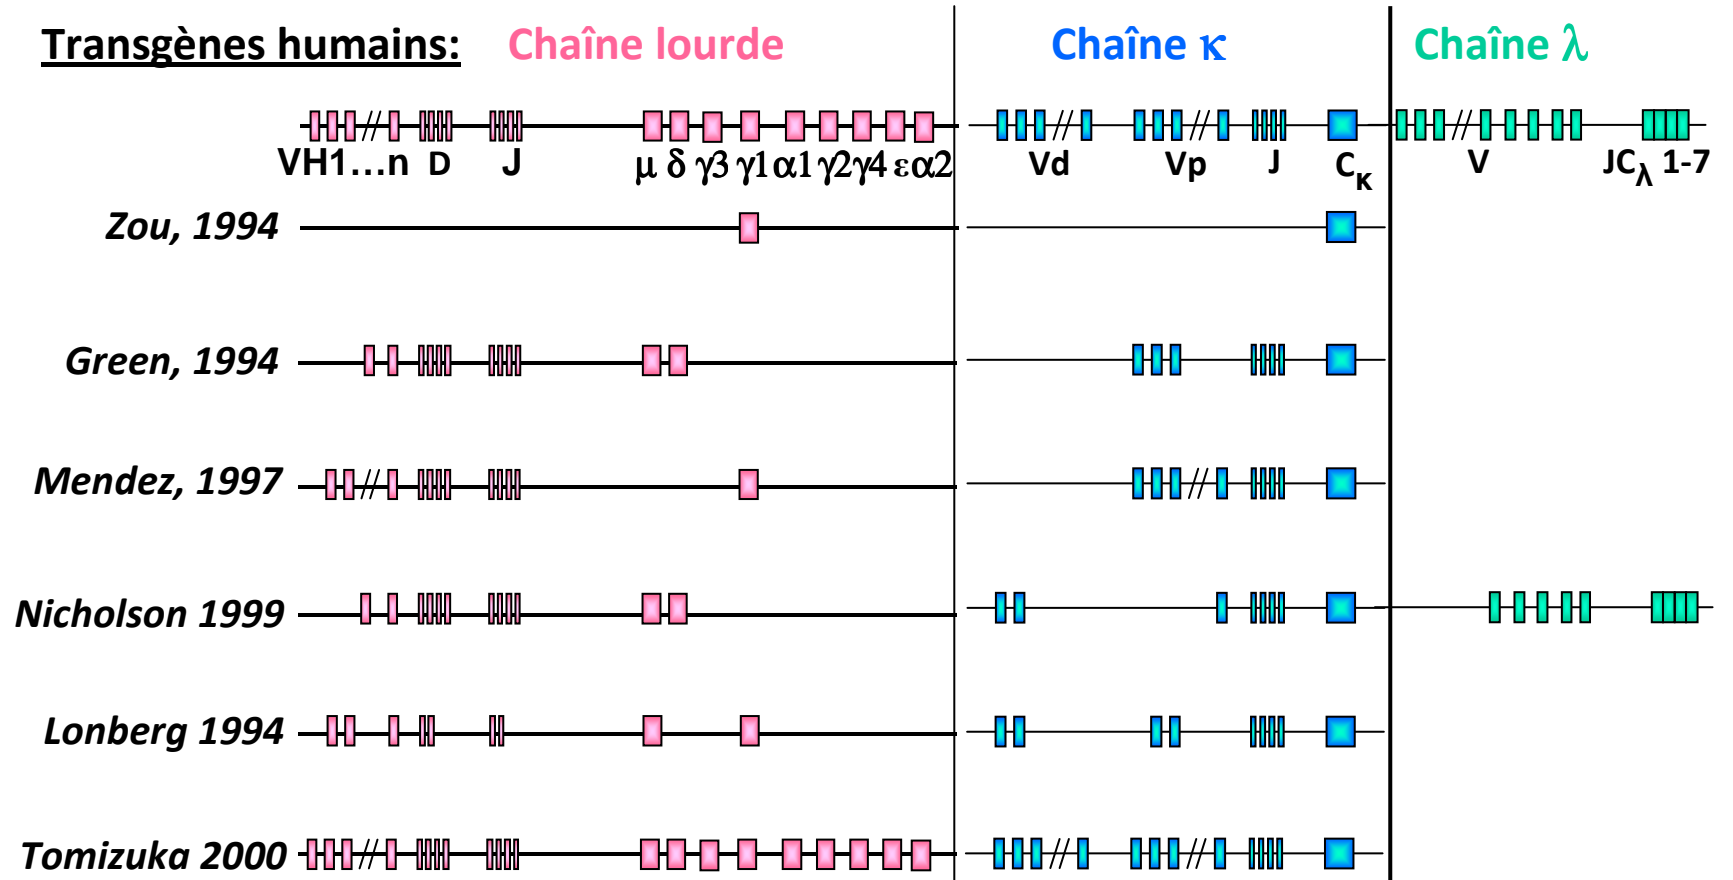 Transgènes humains: Chaîne lourde Chaîne κ Chaîne λ
VH1...n D J μ δ γ3 γ1 α1 γ2 γ4 ε α2 Vd Vp J Cκ V JCλ 1-7
Zou, 1994
Green, 1994
Mendez, 1997
Nicholson 1999
Lonberg 1994
Tomizuka 2000